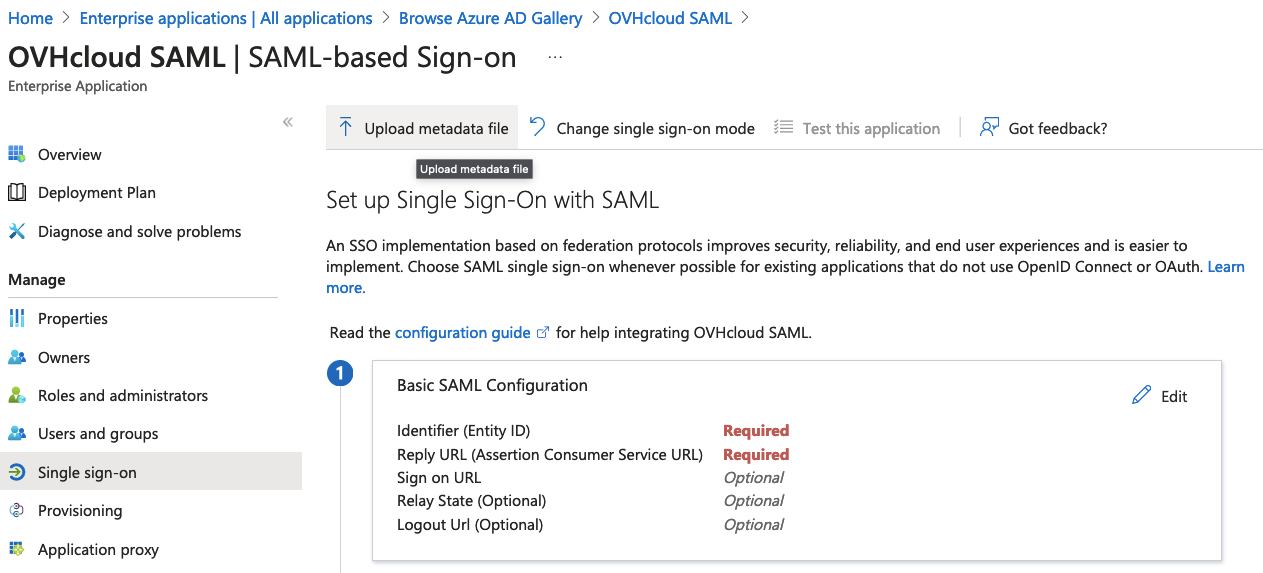 Home > Enterprise applications | All applications > Browse Azure AD Gallery > OVHcloud SAML >
OVHcloud SAML | SAML-based Sign-on ...
Enterprise Application
«
Overview
Deployment Plan
Diagnose and solve problems
Manage
Properties
Owners
Roles and administrators
Users and groups
Single sign-on
Provisioning
Application proxy
Upload metadata file Change single sign-on mode Test this application | Got feedback?
Upload metadata file
Set up Single Sign-On with SAML
An SSO implementation based on federation protocols improves security, reliability, and end user experiences and is easier to
implement. Choose SAML single sign-on whenever possible for existing applications that do not use OpenID Connect or OAuth. Learn
more.
Read the configuration guide for help integrating OVHcloud SAML.
1
Basic SAML Configuration
Edit
Identifier (Entity ID) Required
Reply URL (Assertion Consumer Service URL) Required
Sign on URL Optional
Relay State (Optional) Optional
Logout Url (Optional) Optional